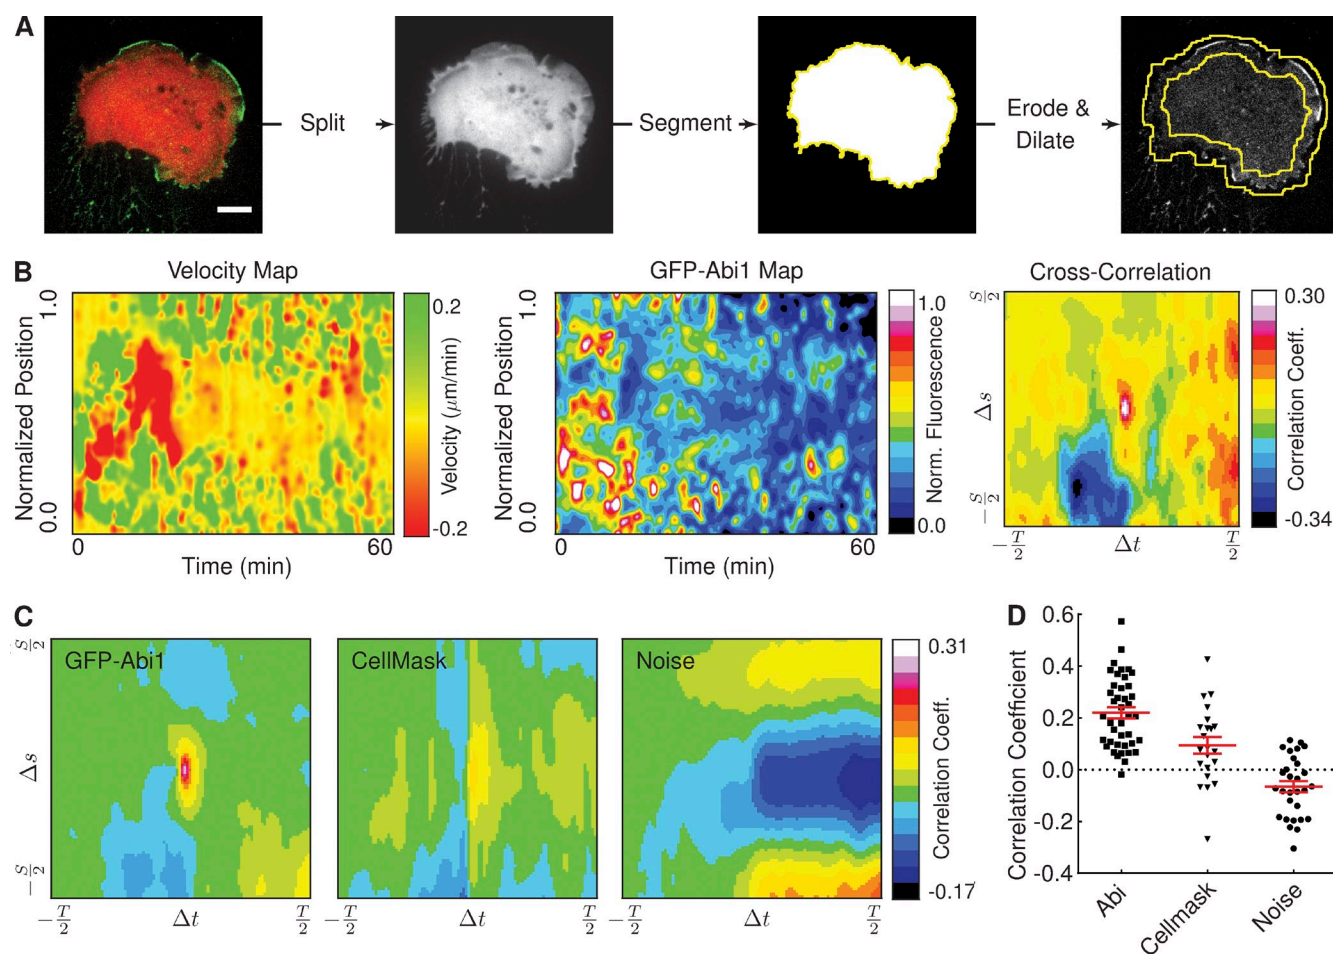 A
Split
Segment
Erode &
Dilate
B
Velocity Map
Normalized Position
1.0
0.0
0
60
Time (min)
0.2
-0.2
Velocity (μm/min)
GFP-Abi1 Map
Normalized Position
1.0
0.0
0
60
Time (min)
1.0
0.0
Norm. Fluorescence
Cross-Correlation
S/2
Δs
-S/2
-T/2
Δt
T/2
0.30
-0.34
Correlation Coeff.
C
S/2
Δs
-S/2
GFP-Abi1
-T/2
Δt
T/2
CellMask
-T/2
Δt
T/2
Noise
-T/2
Δt
T/2
0.31
-0.17
Correlation Coeff.
D
Correlation Coefficient
0.6
0.4
0.2
0.0
-0.2
-0.4
Abi
Cellmask
Noise